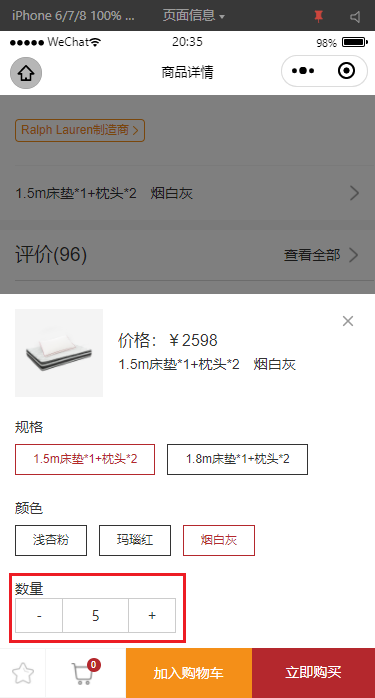 iPhone 6/7/8 100% ... 页面信息
WeChat 20:35 98%
商品详情
Ralph Lauren制造商
1.5m床垫*1+枕头*2 烟白灰
评价(96) 查看全部
价格：￥2598
1.5m床垫*1+枕头*2 烟白灰
规格
1.5m床垫*1+枕头*2 1.8m床垫*1+枕头*2
颜色
浅杏粉 玛瑙红 烟白灰
数量
- 5 +
0 加入购物车 立即购买